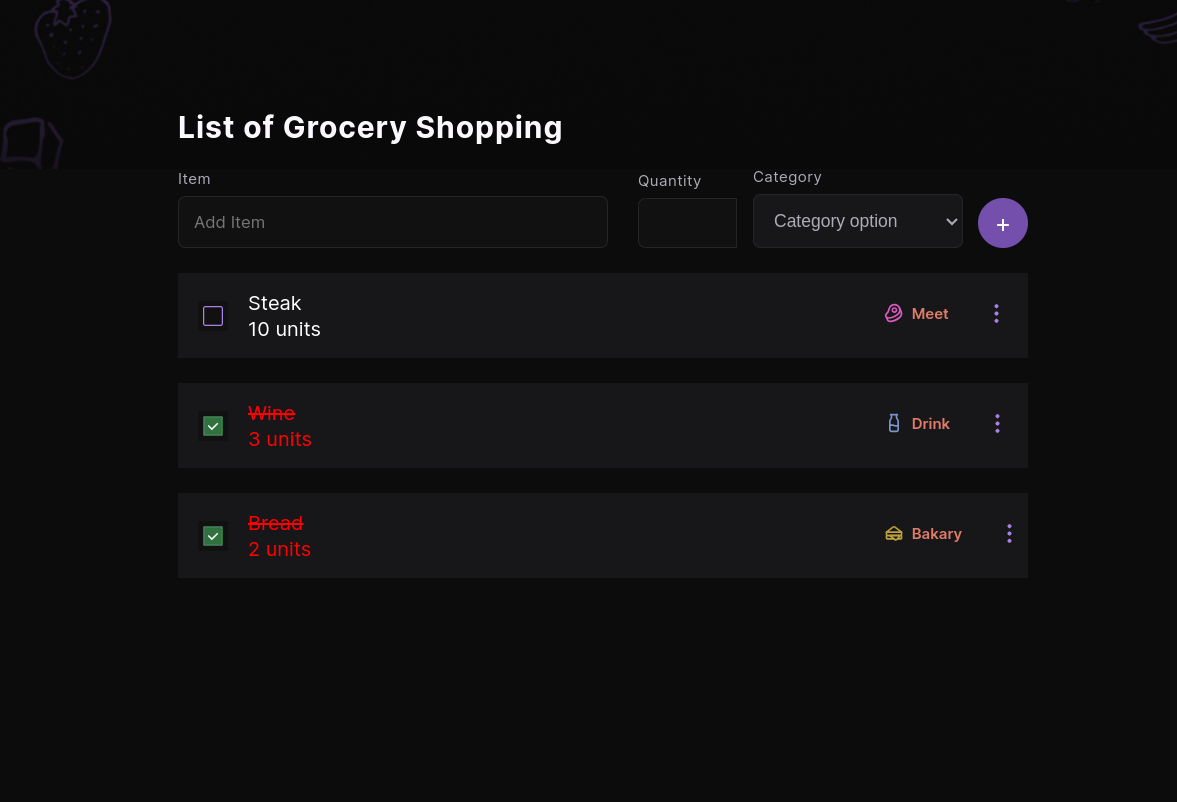 List of Grocery Shopping
Item
Quantity
Category
Add Item
Category option
+
Steak
10 units
Meet
Wine
3 units
Drink
Bread
2 units
Bakary